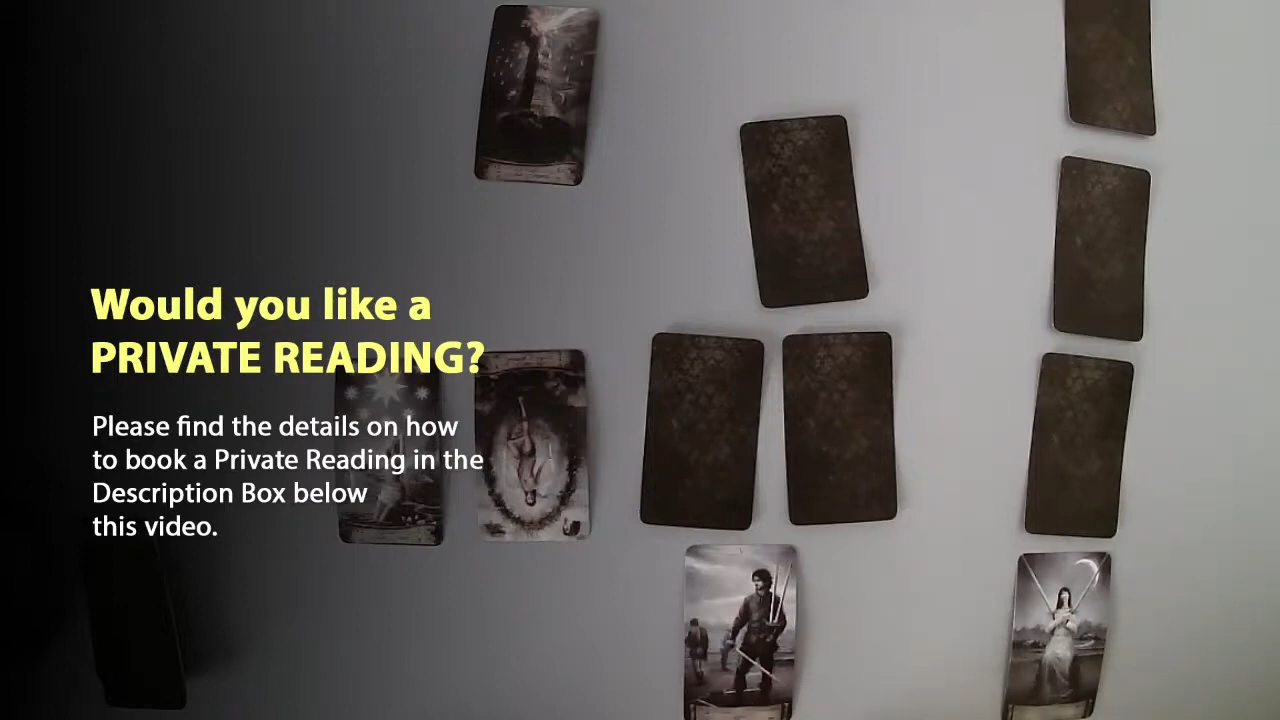 Would you like a
PRIVATE READING?
Please find the details on how
to book a Private Reading in the
Description Box below
this video.